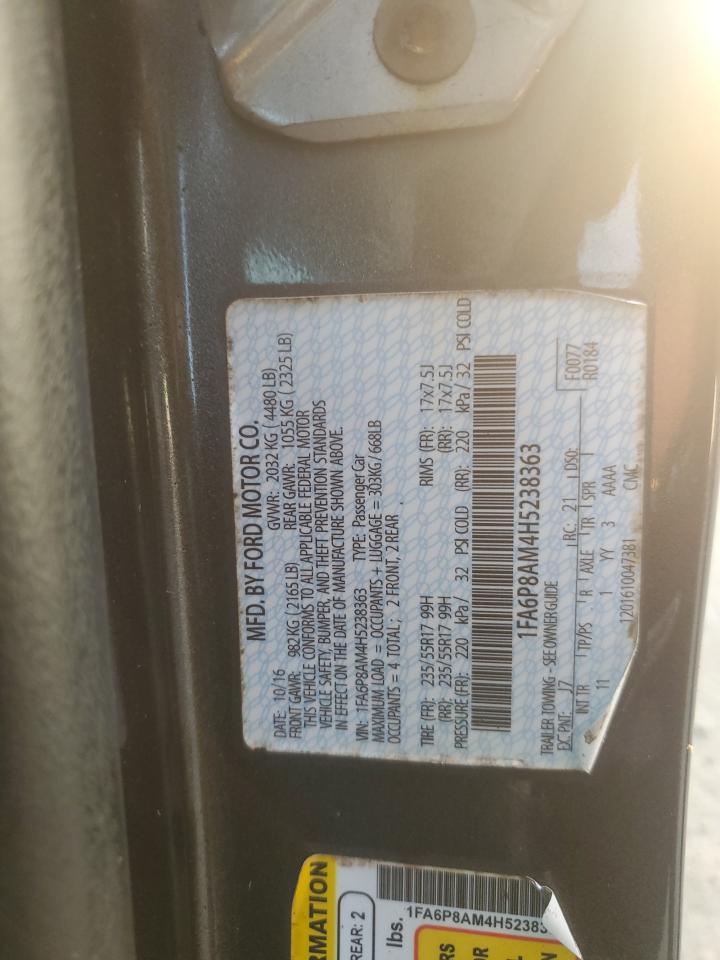 MFD. BY FORD MOTOR CO.
DATE: 10/16 GVWR: 2032 KG ( 4480 LB)
FRONT GAWR: 982KG ( 2165 LB) REAR GAWR: 1055 KG ( 2325 LB)
THIS VEHICLE CONFORMS TO ALL APPLICABLE FEDERAL MOTOR
VEHICLE SAFETY, BUMPER, AND THEFT PREVENTION STANDARDS
IN EFFECT ON THE DATE OF MANUFACTURE SHOWN ABOVE.
VIN: 1FA6P8AM4H5238363 TYPE: Passenger Car
MAXIMUM LOAD = OCCUPANTS + LUGGAGE = 303KG/668LB
OCCUPANTS = 4 TOTAL; 2 FRONT, 2 REAR
TIRE (FR): 235/55R17 99H RIMS (FR): 17x7.5J
(RR): 235/55R17 99H (RR): 17x7.5J
PRESSURE (FR): 220 kPa/ 32 PSI COLD (RR): 220 kPa/ 32 PSI COLD
1FA6P8AM4H5238363
TRAILER TOWING - SEE OWNER GUIDE
EXC PNT: J7 RC: 21 DSO: F0077
R0184
INT TR TP/PS R AXLE TR SPR
11 1 YY 3 AAAA
1201610047381 CMC
RMATION
REAR: 2
lbs.
1FA6P8AM4H52383